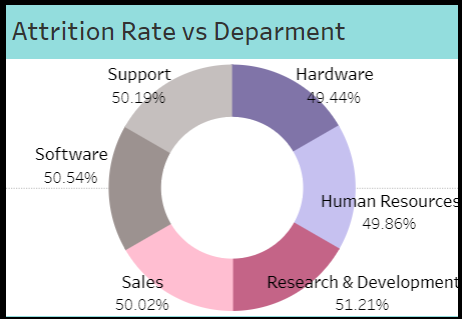 Attrition Rate vs Deparment
Support
50.19%
Hardware
49.44%
Software
50.54%
Human Resources
49.86%
Sales
50.02%
Research & Development
51.21%